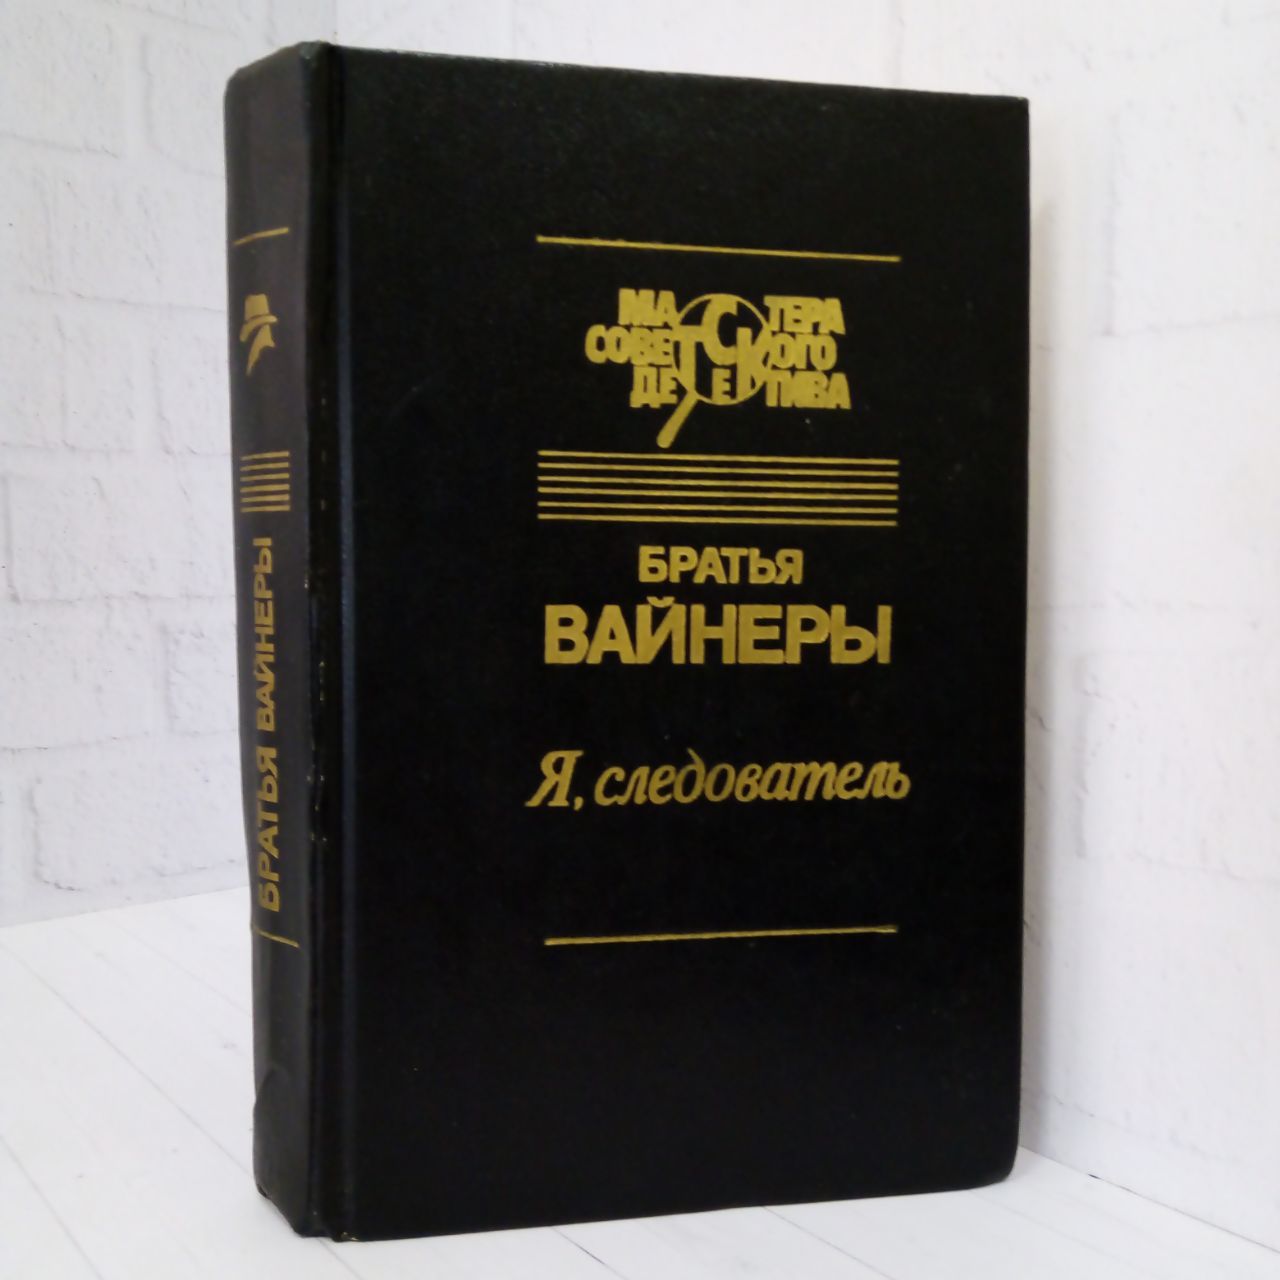 МАСТЕРА
СОВЕТСКОГО
ДЕТЕКТИВА
БРАТЬЯ
ВАЙНЕРЫ
Я, следователь
БРАТЬЯ ВАЙНЕРЫ